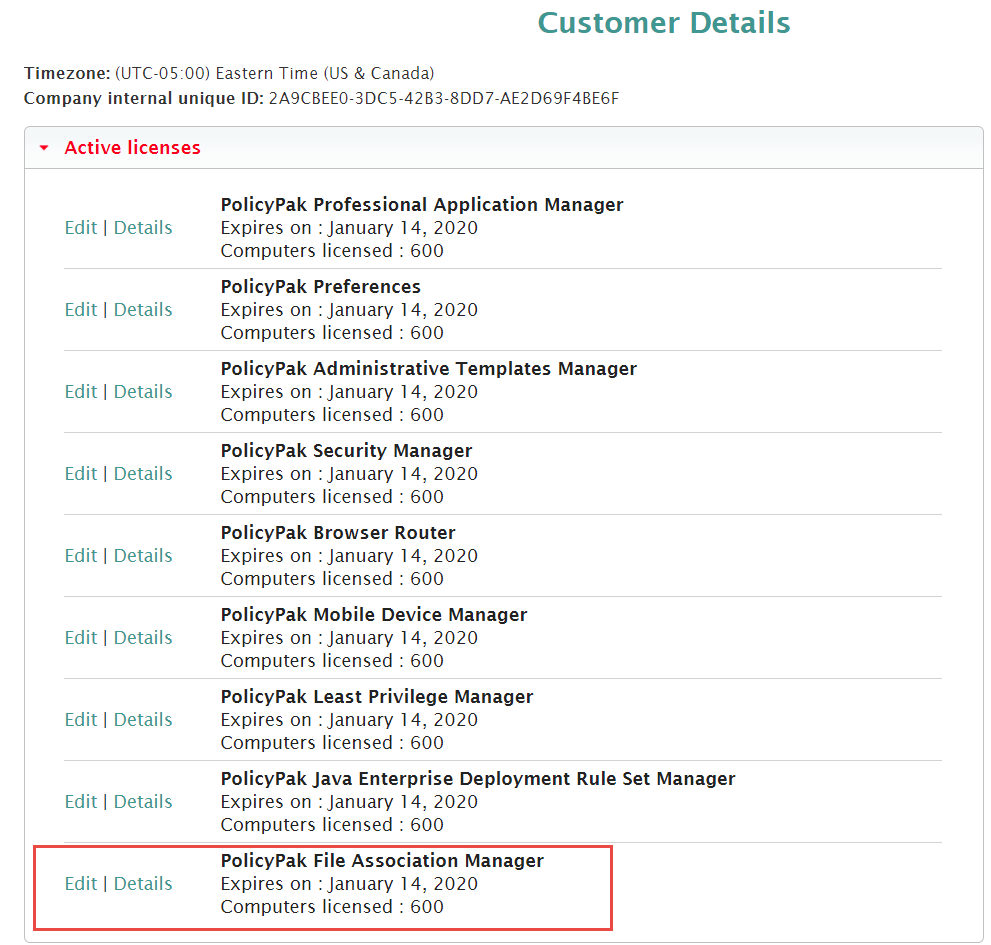 Customer Details
Timezone: (UTC-05:00) Eastern Time (US & Canada)
Company internal unique ID: 2A9CBEE0-3DC5-42B3-8DD7-AE2D69F4BE6F
Active licenses
PolicyPak Professional Application Manager
Edit | Details Expires on : January 14, 2020
Computers licensed : 600
PolicyPak Preferences
Edit | Details Expires on : January 14, 2020
Computers licensed : 600
PolicyPak Administrative Templates Manager
Edit | Details Expires on : January 14, 2020
Computers licensed : 600
PolicyPak Security Manager
Edit | Details Expires on : January 14, 2020
Computers licensed : 600
PolicyPak Browser Router
Edit | Details Expires on : January 14, 2020
Computers licensed : 600
PolicyPak Mobile Device Manager
Edit | Details Expires on : January 14, 2020
Computers licensed : 600
PolicyPak Least Privilege Manager
Edit | Details Expires on : January 14, 2020
Computers licensed : 600
PolicyPak Java Enterprise Deployment Rule Set Manager
Edit | Details Expires on : January 14, 2020
Computers licensed : 600
PolicyPak File Association Manager
Edit | Details Expires on : January 14, 2020
Computers licensed : 600